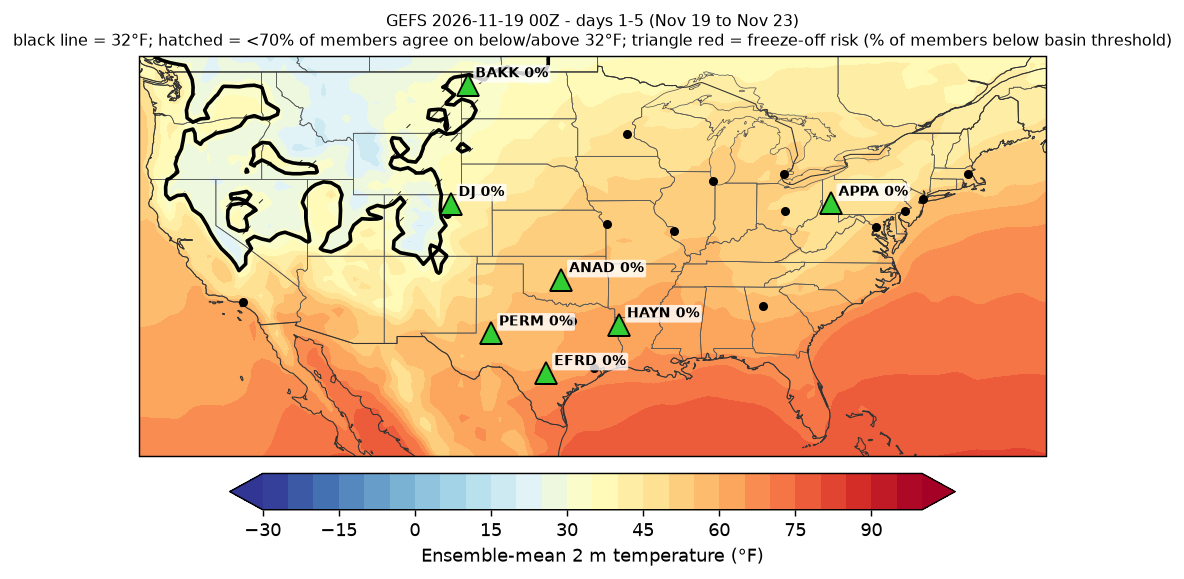 GEFS 2026-11-19 00Z - days 1-5 (Nov 19 to Nov 23)
black line = 32°F; hatched = <70% of members agree on below/above 32°F; triangle red = freeze-off risk (% of members below basin threshold)
BAKK 0%
DJ 0%
APPA 0%
ANAD 0%
HAYN 0%
PERM 0%
EFRD 0%
−30 −15 0 15 30 45 60 75 90
Ensemble-mean 2 m temperature (°F)